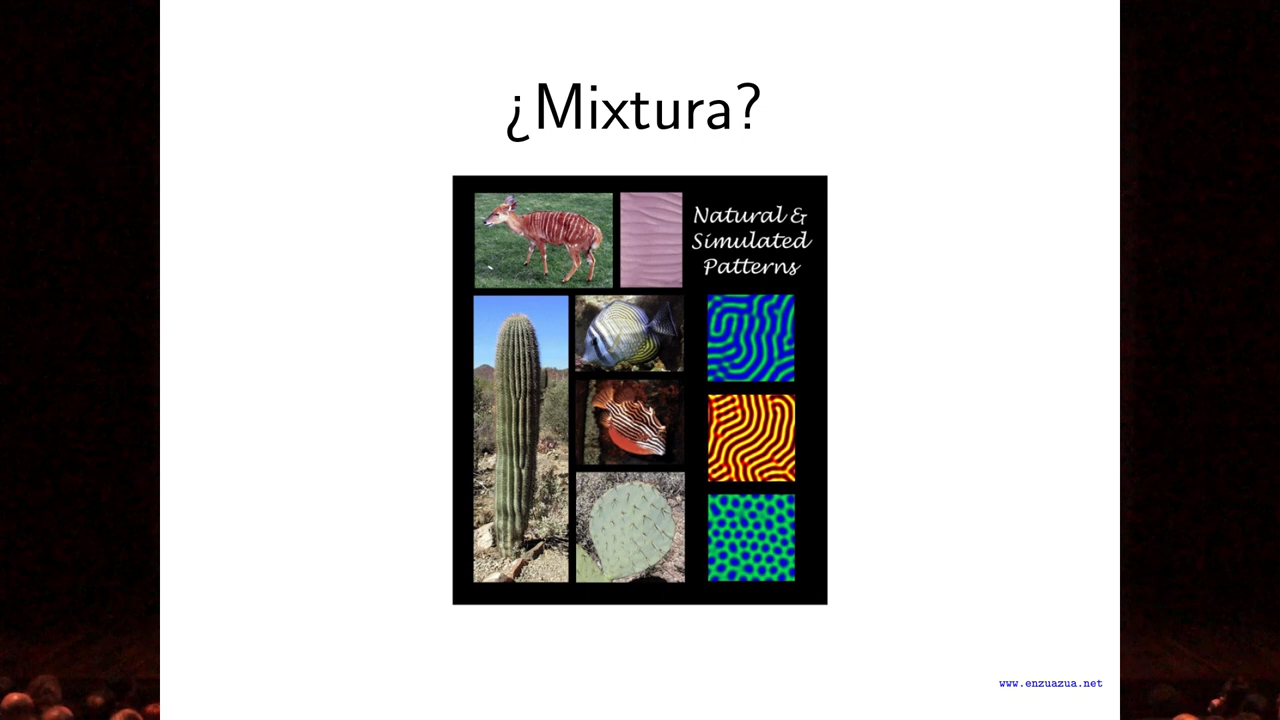 ¿Mixtura?
Natural &
Simulated
Patterns
www.enzuazua.net